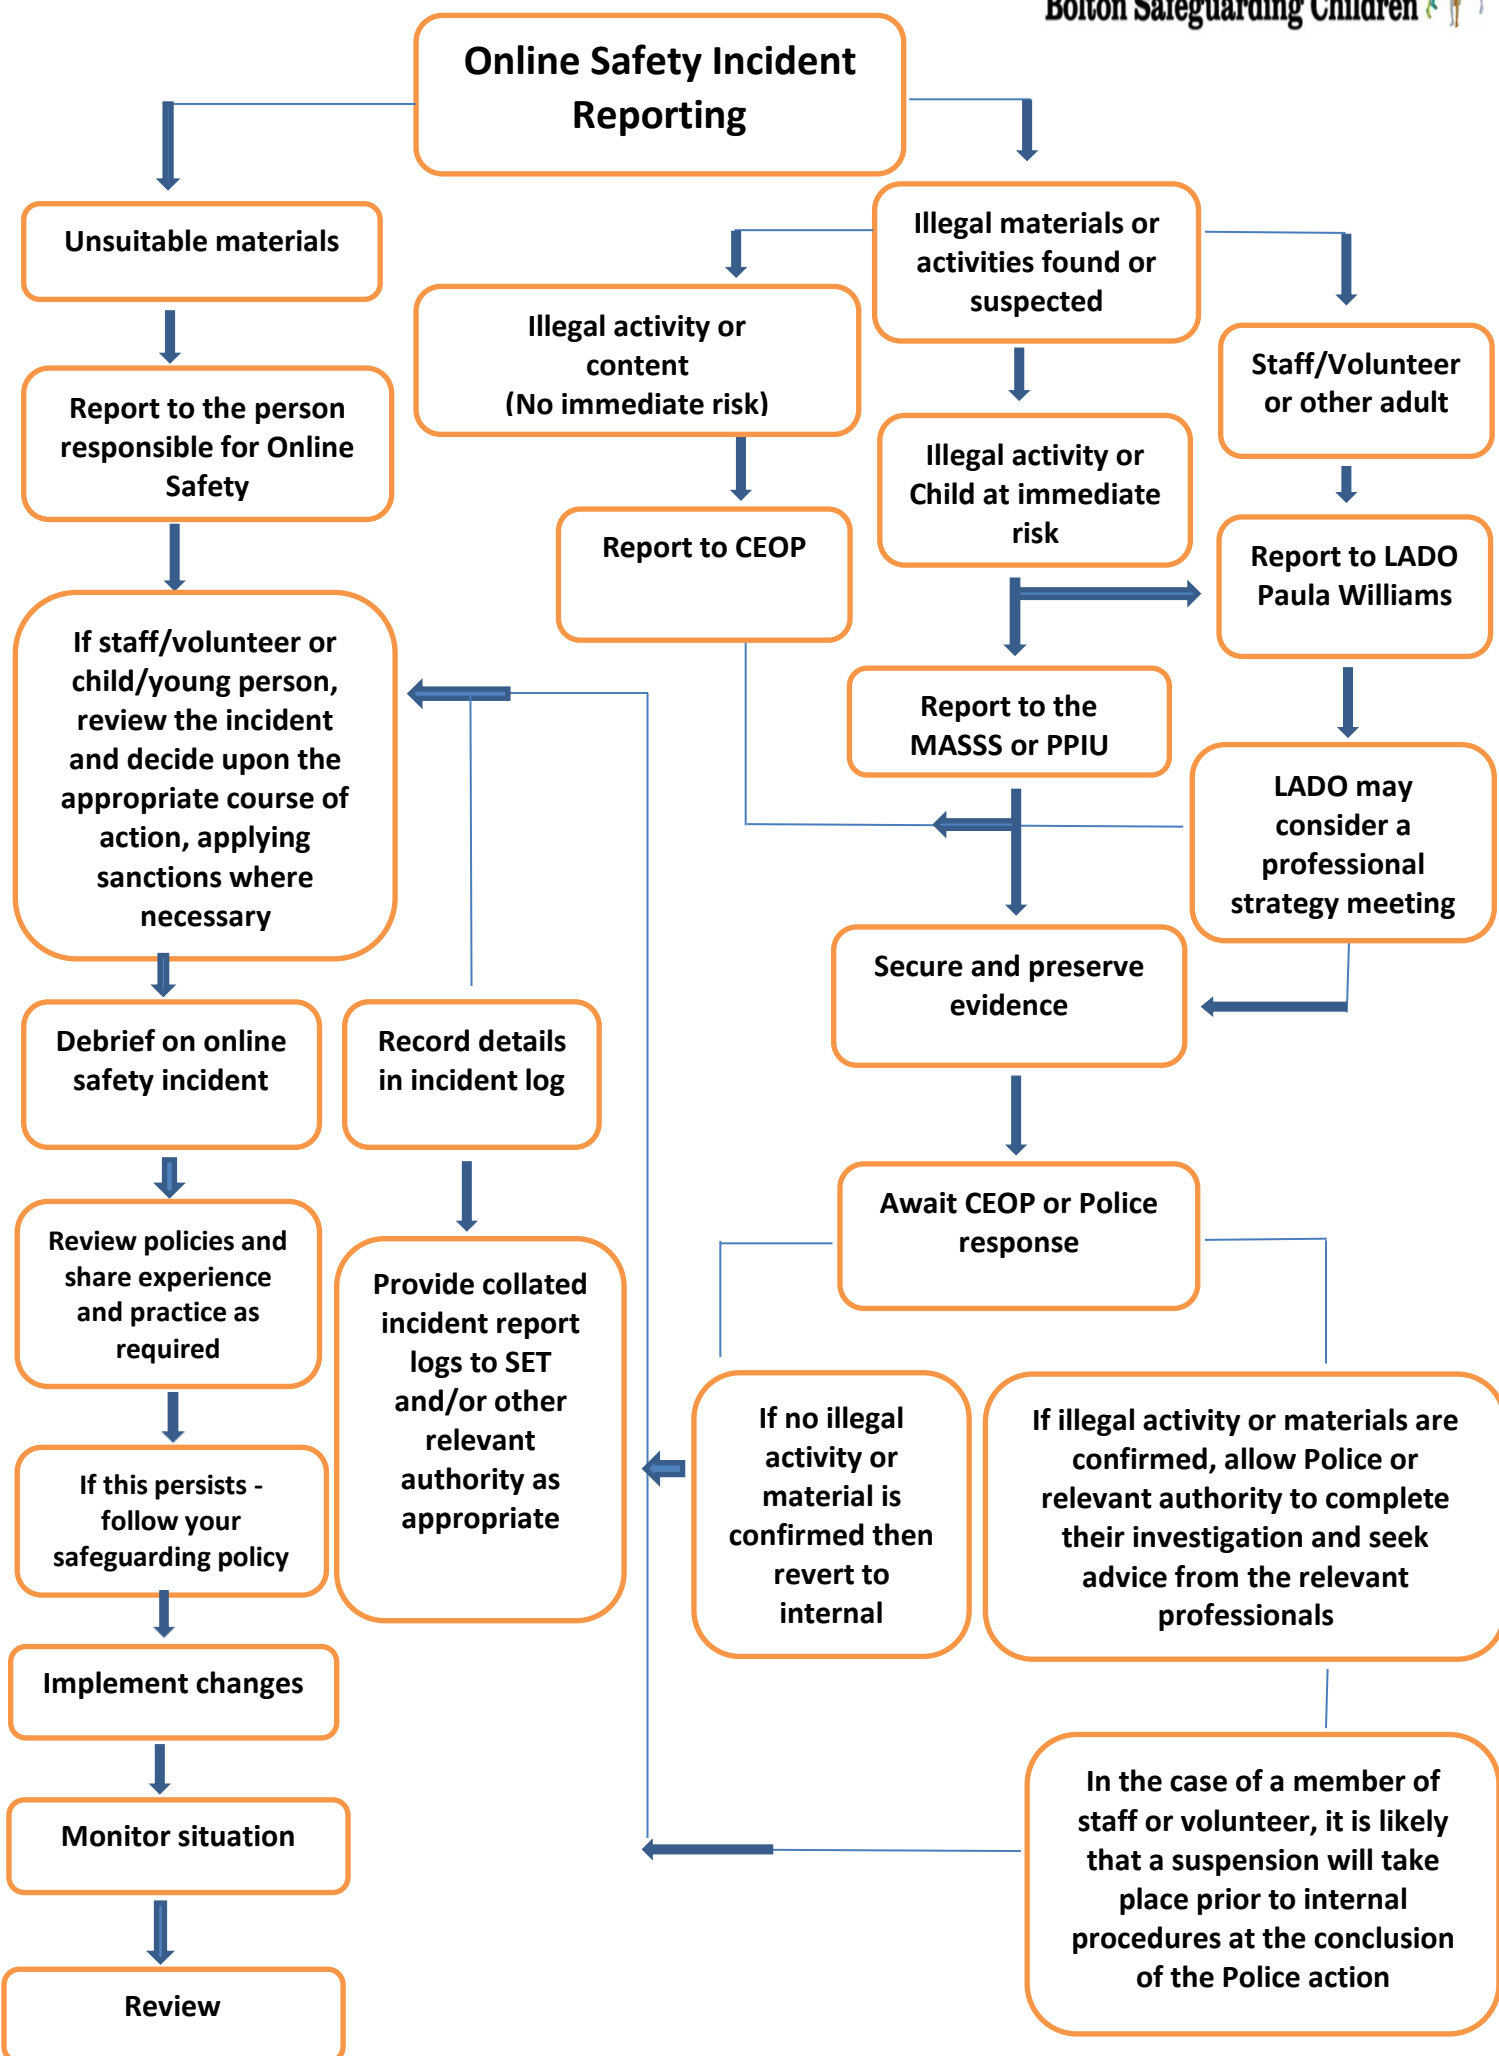 Bolton Safeguarding Children
Online Safety Incident
Reporting
Unsuitable materials
Illegal materials or
activities found or
suspected
Illegal activity or
content
(No immediate risk)
Staff/Volunteer
or other adult
Report to the person
responsible for Online
Safety
Illegal activity or
Child at immediate
risk
Report to CEOP
Report to LADO
Paula Williams
If staff/volunteer or
child/young person,
review the incident
and decide upon the
appropriate course of
action, applying
sanctions where
necessary
Report to the
MASSS or PPIU
LADO may
consider a
professional
strategy meeting
Secure and preserve
evidence
Debrief on online
safety incident
Record details
in incident log
Await CEOP or Police
response
Review policies and
share experience
and practice as
required
Provide collated
incident report
logs to SET
and/or other
relevant
authority as
appropriate
If no illegal
activity or
material is
confirmed then
revert to
internal
If illegal activity or materials are
confirmed, allow Police or
relevant authority to complete
their investigation and seek
advice from the relevant
professionals
If this persists -
follow your
safeguarding policy
Implement changes
Monitor situation
In the case of a member of
staff or volunteer, it is likely
that a suspension will take
place prior to internal
procedures at the conclusion
of the Police action
Review